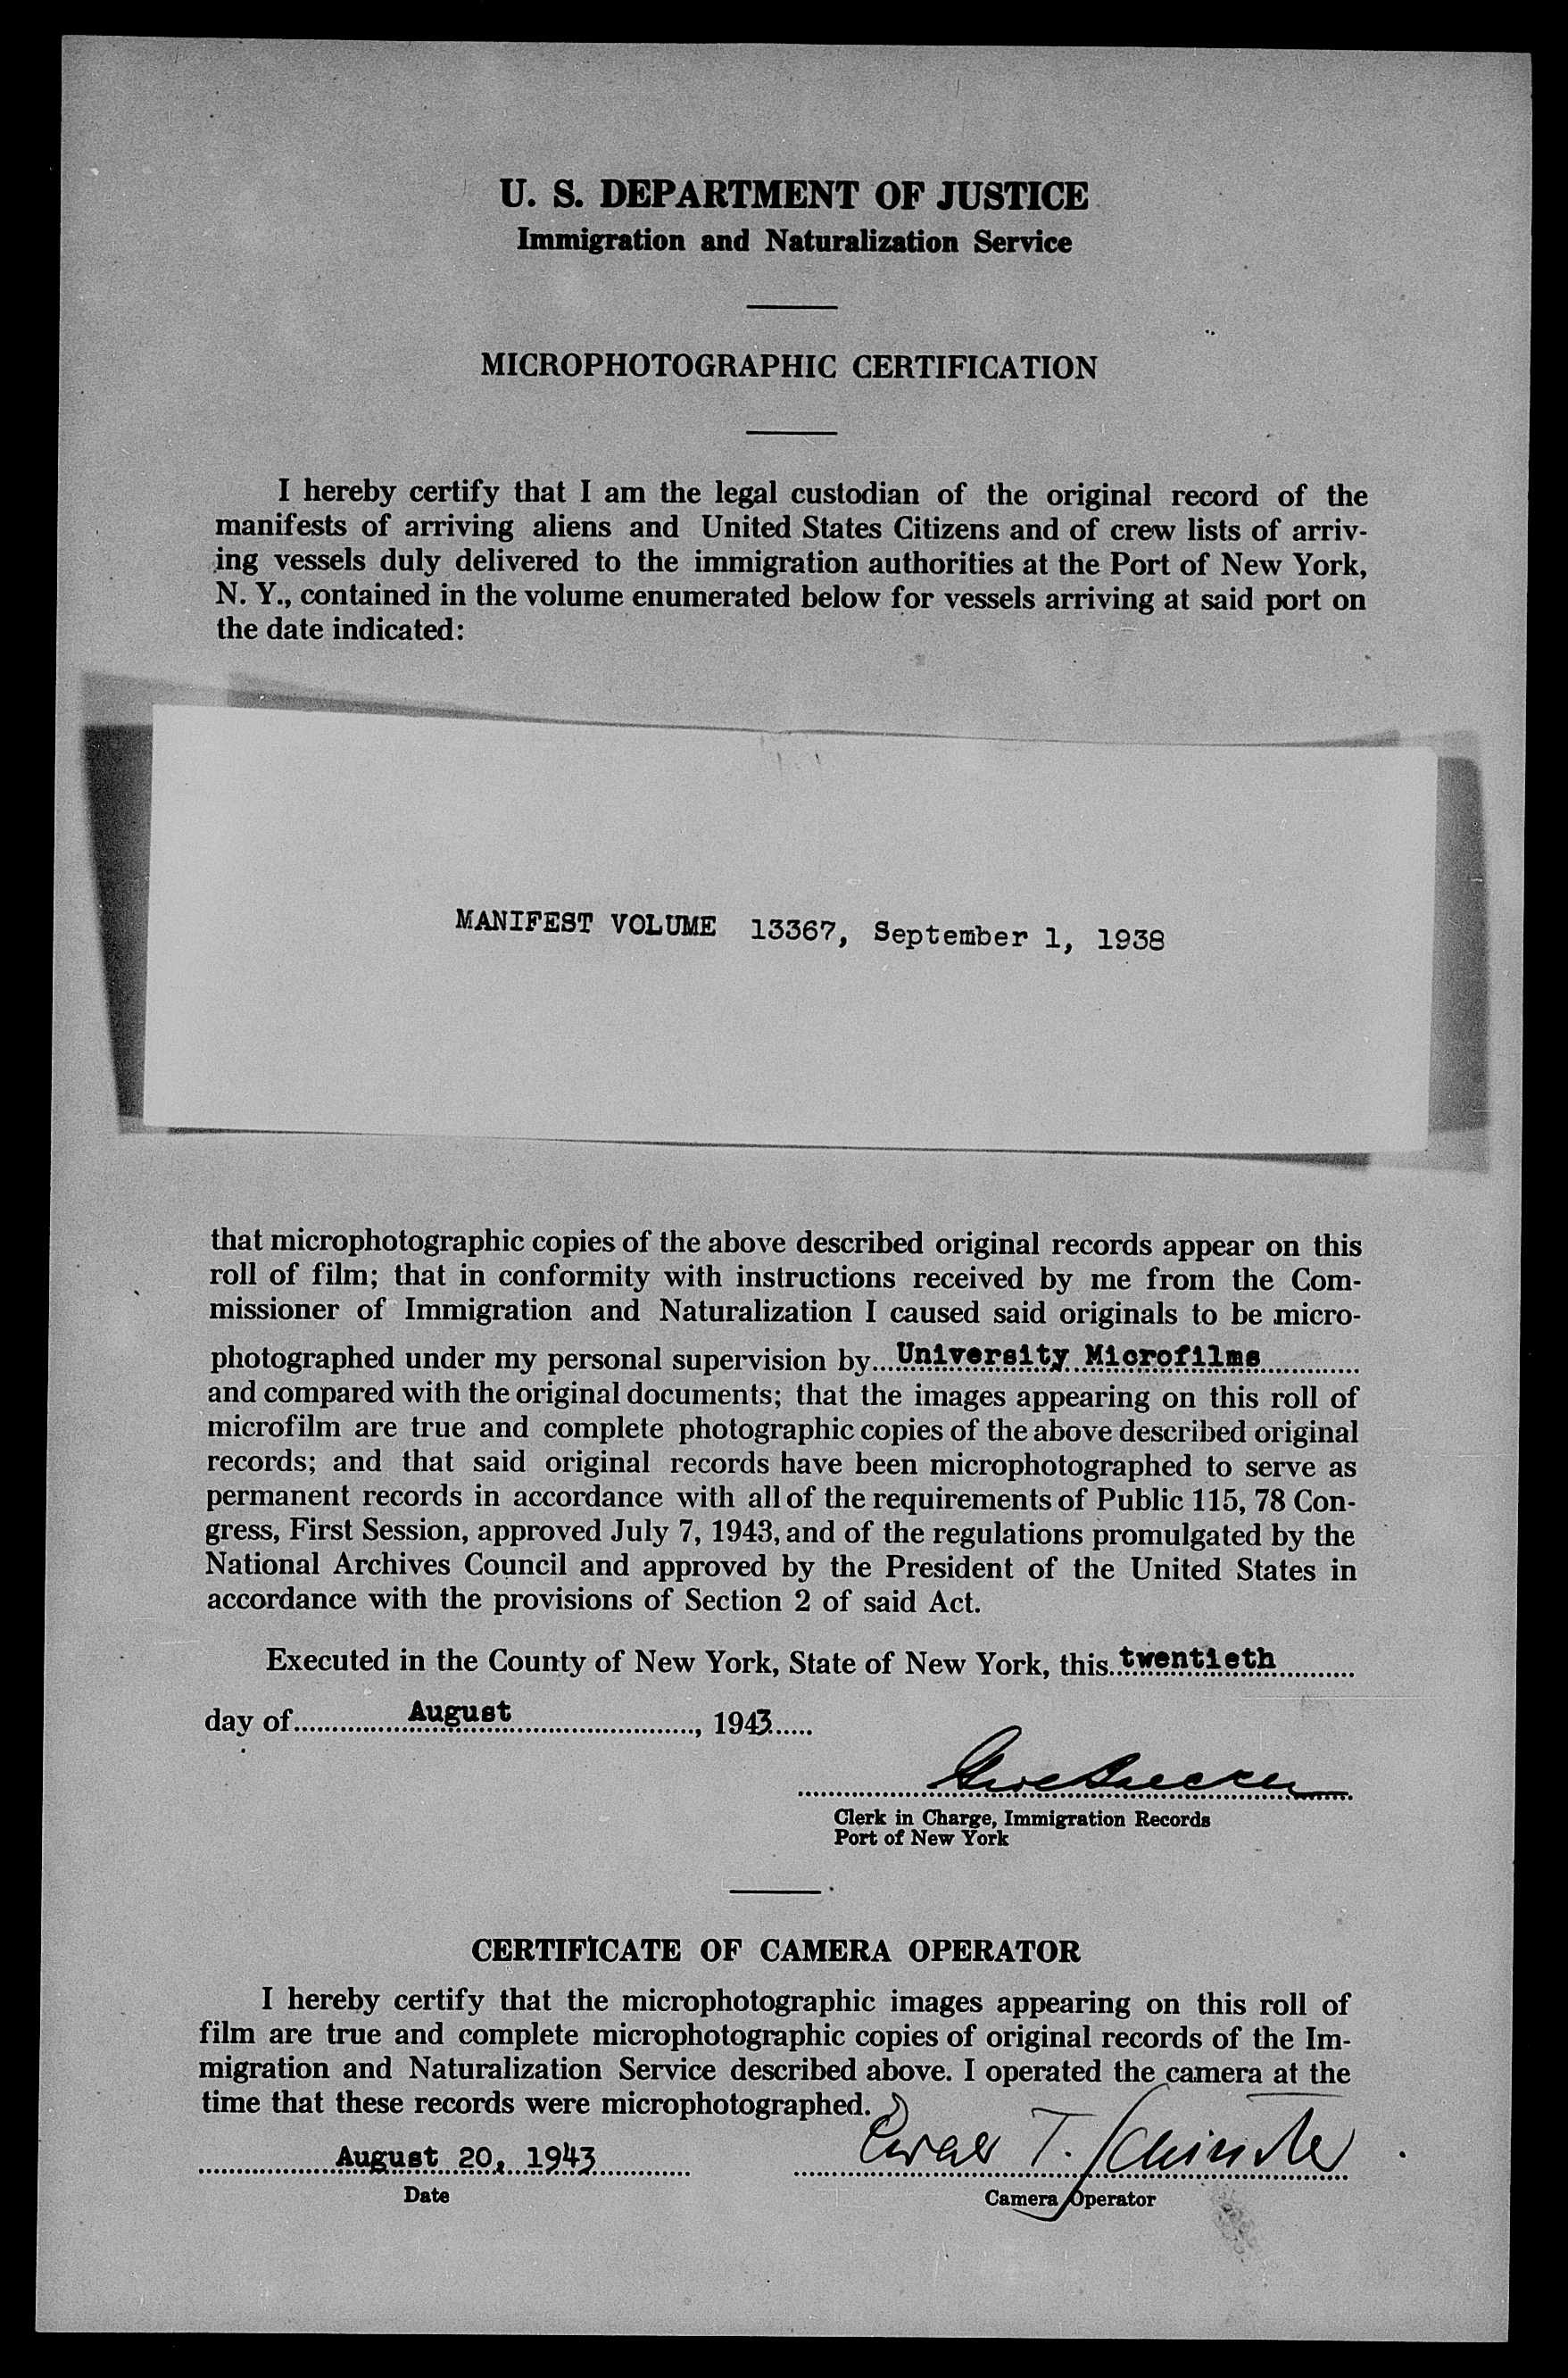 U. S. DEPARTMENT OF JUSTICE
Immigration and Naturalization Service
MICROPHOTOGRAPHIC CERTIFICATION
I hereby certify that I am the legal custodian of the original record of the
manifests of arriving aliens and United States Citizens and of crew lists of arriv-
ing vessels duly delivered to the immigration authorities at the Port of New York,
N. Y., contained in the volume enumerated below for vessels arriving at said port on
the date indicated:
MANIFEST VOLUME 13367, September 1, 1938
that microphotographic copies of the above described original records appear on this
roll of film; that in conformity with instructions received by me from the Com-
missioner of Immigration and Naturalization I caused said originals to be micro-
photographed under my personal supervision by University Microfilms
and compared with the original documents; that the images appearing on this roll of
microfilm are true and complete photographic copies of the above described original
records; and that said original records have been microphotographed to serve as
permanent records in accordance with all of the requirements of Public 115, 78 Con-
gress, First Session, approved July 7, 1943, and of the regulations promulgated by the
National Archives Council and approved by the President of the United States in
accordance with the provisions of Section 2 of said Act.
Executed in the County of New York, State of New York, this twentieth
day of August, 1943
Clerk in Charge, Immigration Records
Port of New York
CERTIFICATE OF CAMERA OPERATOR
I hereby certify that the microphotographic images appearing on this roll of
film are true and complete microphotographic copies of original records of the Im-
migration and Naturalization Service described above. I operated the camera at the
time that these records were microphotographed.
August 20, 1943 T.
Date
Camera Operator